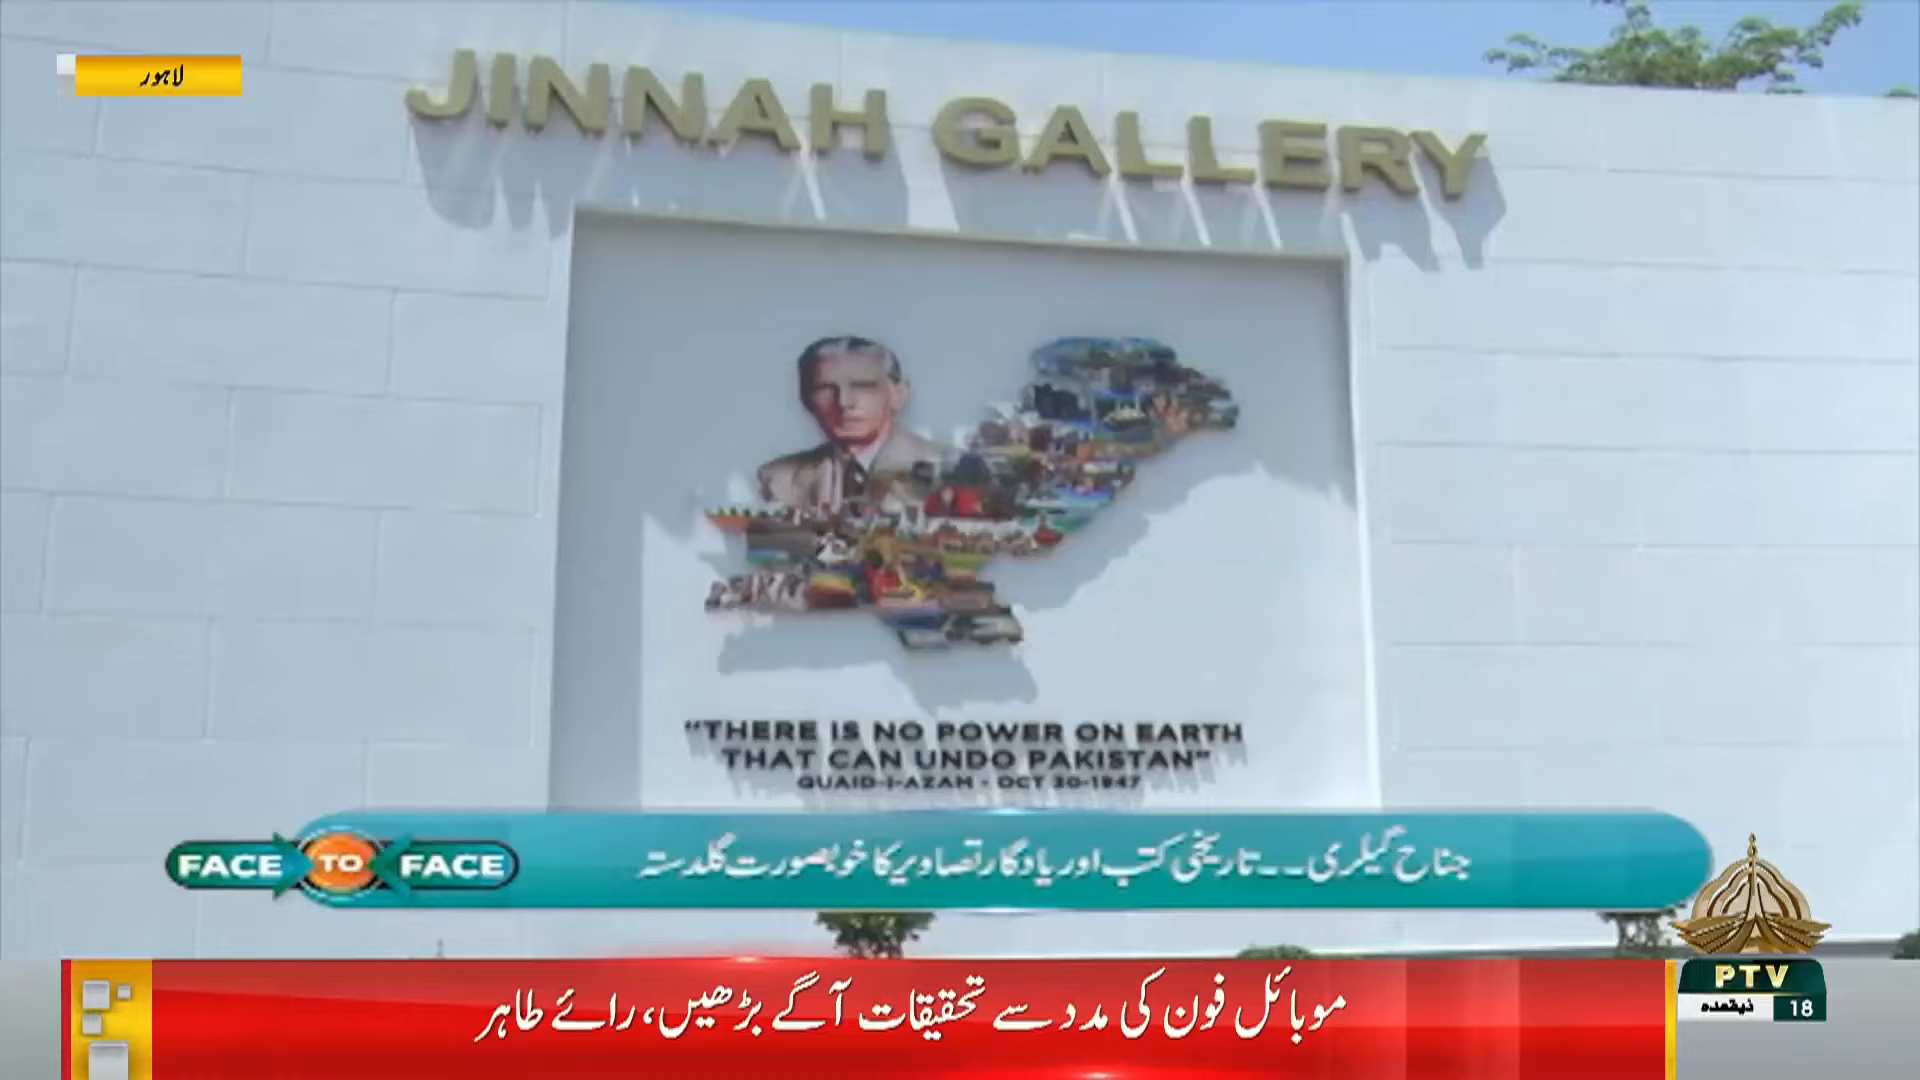 لاہور
JINNAH GALLERY
“THERE IS NO POWER ON EARTH
THAT CAN UNDO PAKISTAN”
QUAID-I-AZAM - OCT 30-1947
FACE TO FACE
جناح گیلری۔۔تاریخی کتب اور یادگار تصاویر کا خوبصورت گلدستہ
موبائل فون کی مدد سے تحقیقات آگے بڑھیں، رائے طاہر
PTV
ذیقعدہ 18